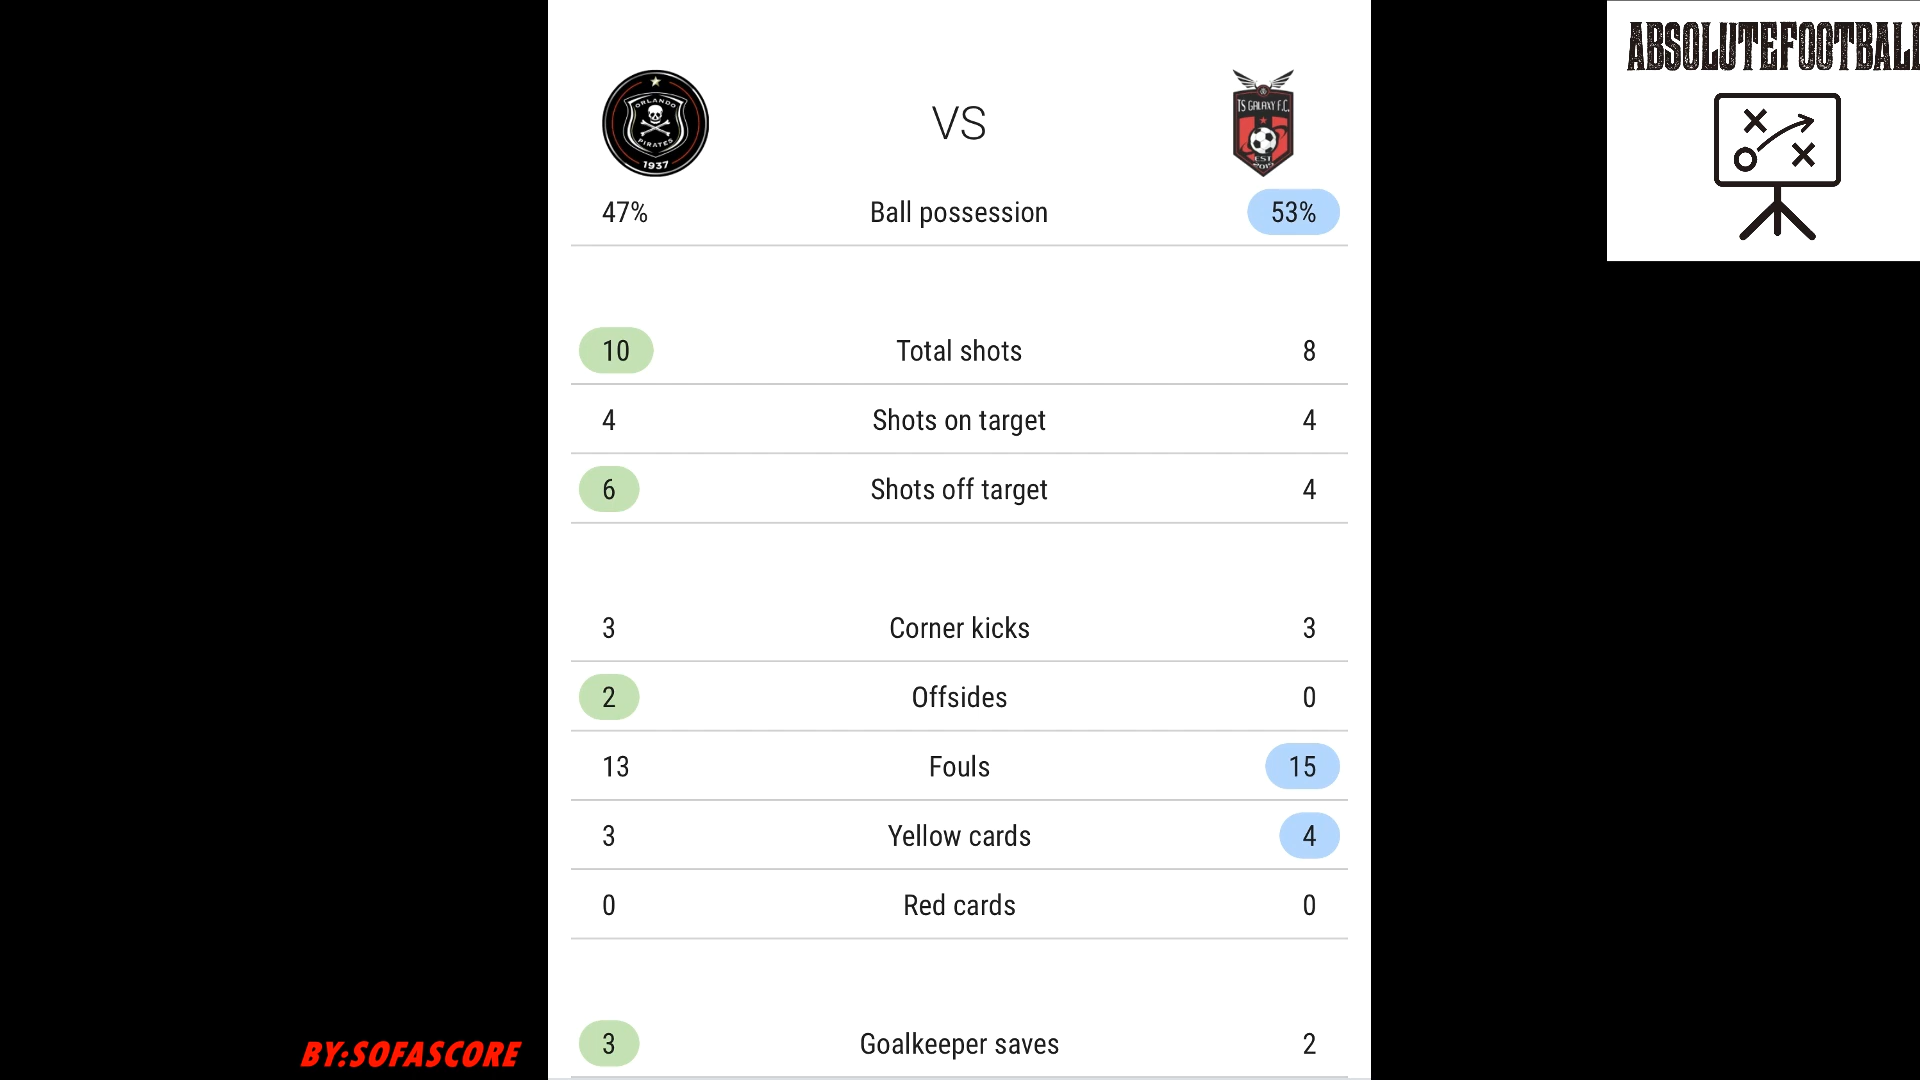 ABSOLUTEFOOTBALL
ORLANDO
PIRATES
1937
VS
TS GALAXY F.C.
EST
2015
47% Ball possession 53%
10 Total shots 8
4 Shots on target 4
6 Shots off target 4
3 Corner kicks 3
2 Offsides 0
13 Fouls 15
3 Yellow cards 4
0 Red cards 0
3 Goalkeeper saves 2
BY:SOFASCORE